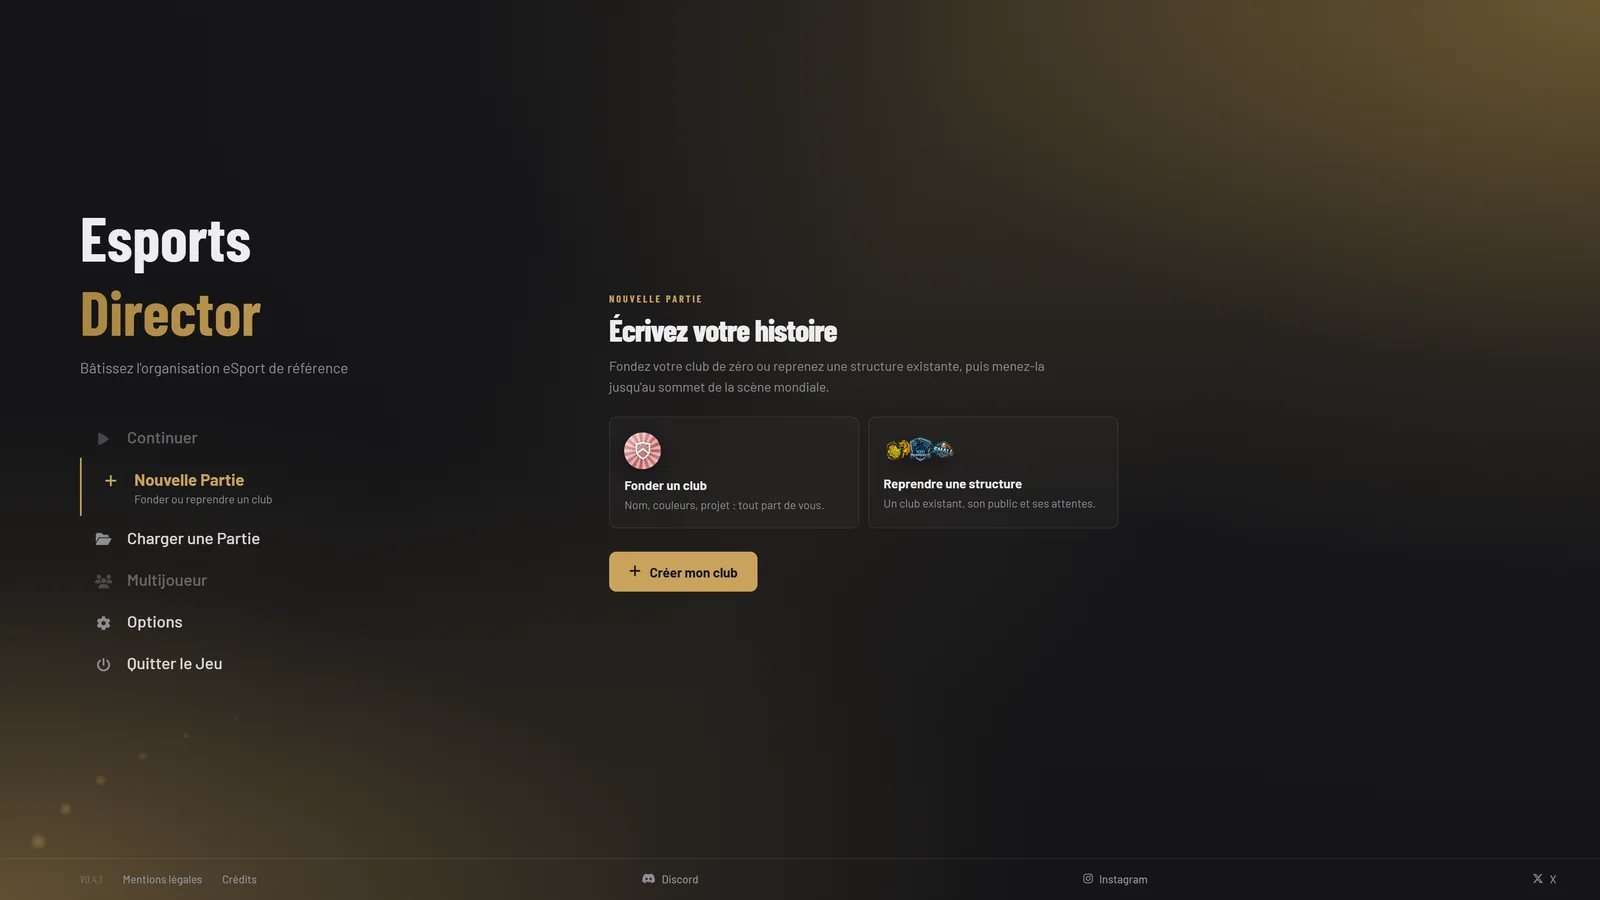 Esports
Director
Bâtissez l'organisation eSport de référence
Continuer
Nouvelle Partie
Fonder ou reprendre un club
Charger une Partie
Multijoueur
Options
Quitter le Jeu
NOUVELLE PARTIE
Écrivez votre histoire
Fondez votre club de zéro ou reprenez une structure existante, puis menez-la
jusqu'au sommet de la scène mondiale.
Fonder un club
Nom, couleurs, projet : tout part de vous.
Reprendre une structure
Un club existant, son public et ses attentes.
Créer mon club
V0.4.1 Mentions légales Crédits Discord Instagram X